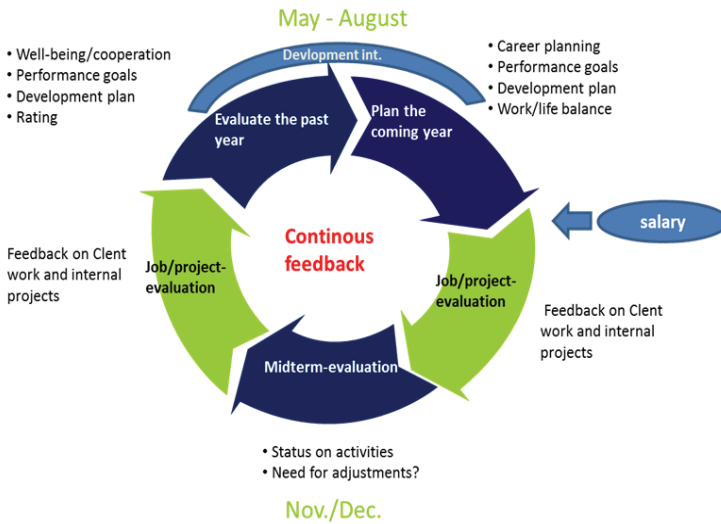 May - August
• Well-being/cooperation
• Performance goals
• Development plan
• Rating
Devlopment int.
• Career planning
• Performance goals
• Development plan
• Work/life balance
Evaluate the past
year
Plan the
coming year
salary
Continous
feedback
Feedback on Clent
work and internal
projects
Job/project-
evaluation
Job/project-
evaluation
Feedback on Clent
work and internal
projects
Midterm-evaluation
• Status on activities
• Need for adjustments?
Nov./Dec.